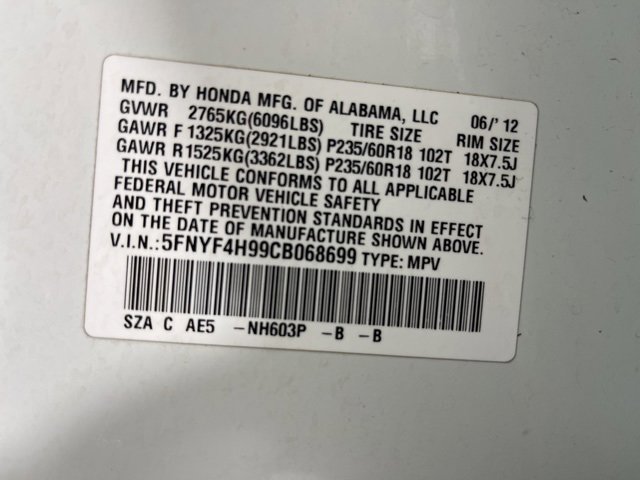 MFD. BY HONDA MFG. OF ALABAMA, LLC 06/'12
GVWR 2765KG(6096LBS) TIRE SIZE RIM SIZE
GAWR F 1325KG(2921LBS) P235/60R18 102T 18X7.5J
GAWR R1525KG(3362LBS) P235/60R18 102T 18X7.5J
THIS VEHICLE CONFORMS TO ALL APPLICABLE
FEDERAL MOTOR VEHICLE SAFETY
AND THEFT PREVENTION STANDARDS IN EFFECT
ON THE DATE OF MANUFACTURE SHOWN ABOVE.
V.I.N.:5FNYF4H99CB068699 TYPE: MPV
SZA C AE5 -NH603P -B -B